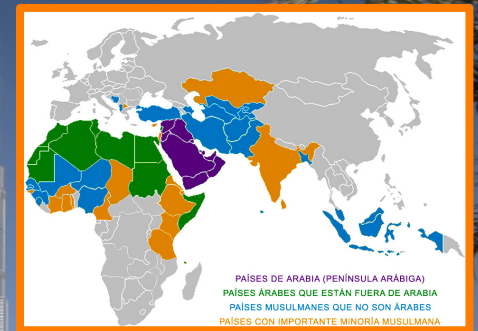 PAÍSES DE ARABIA (PENÍNSULA ARÁBIGA)
PAÍSES ÁRABES QUE ESTÁN FUERA DE ARABIA
PAÍSES MUSULMANES QUE NO SON ÁRABES
PAÍSES CON IMPORTANTE MINORÍA MUSULMANA